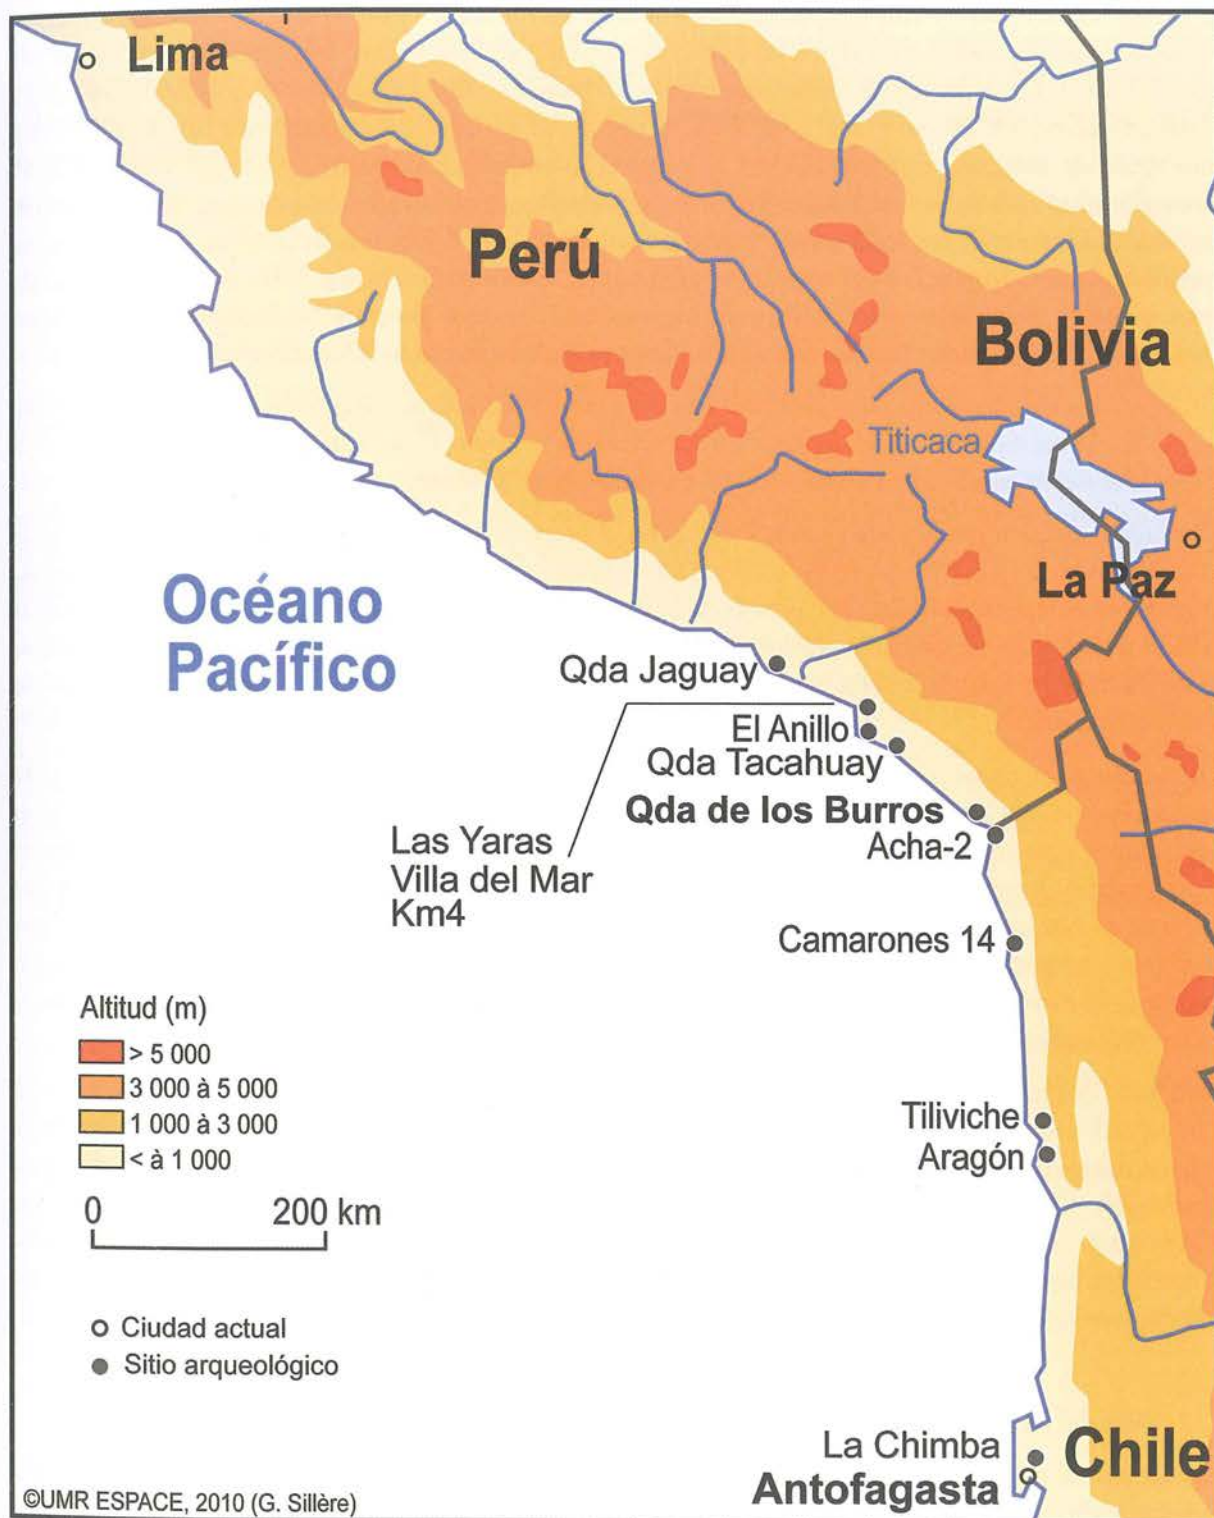 Lima
Perú
Bolivia
Titicaca
La Paz
Océano
Pacífico
Qda Jaguay
El Anillo
Qda Tacahuay
Qda de los Burros
Acha-2
Las Yaras
Villa del Mar
Km4
Camarones 14
Altitud (m)
> 5 000
3 000 à 5 000
1 000 à 3 000
< à 1 000
0 200 km
Tiliviche
Aragón
Ciudad actual
Sitio arqueológico
La Chimba
Chile
Antofagasta
©UMR ESPACE, 2010 (G. Sillère)